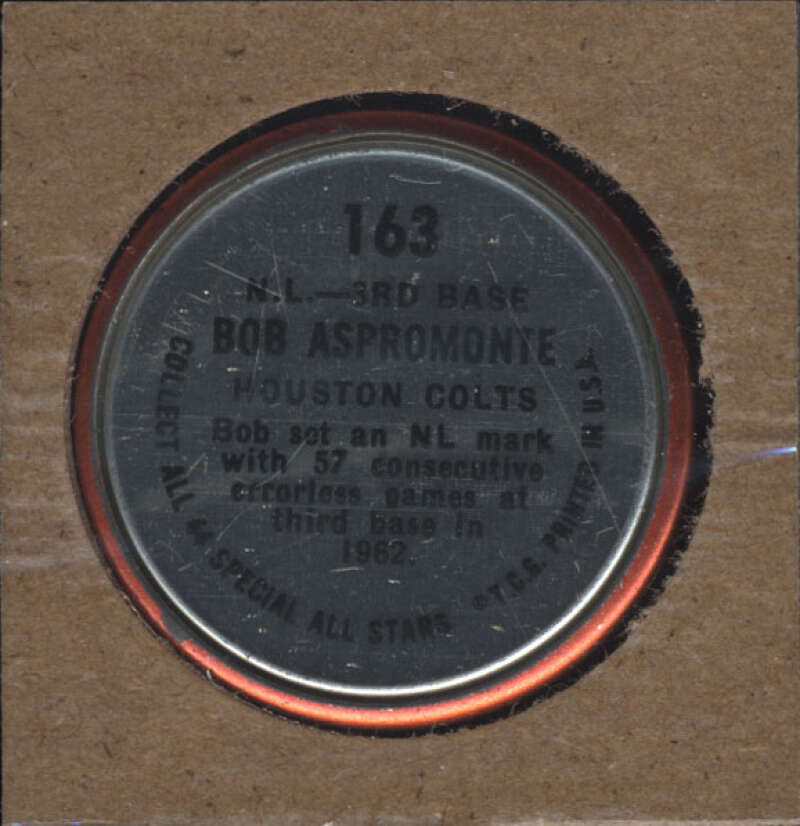 163
N.L.—3RD BASE
BOB ASPROMONTE
HOUSTON COLTS
Bob set an NL mark
with 57 consecutive
errorless games at
third base in
1962.
COLLECT ALL 44 SPECIAL ALL STARS
©T.C.G. PRINTED IN U.S.A.